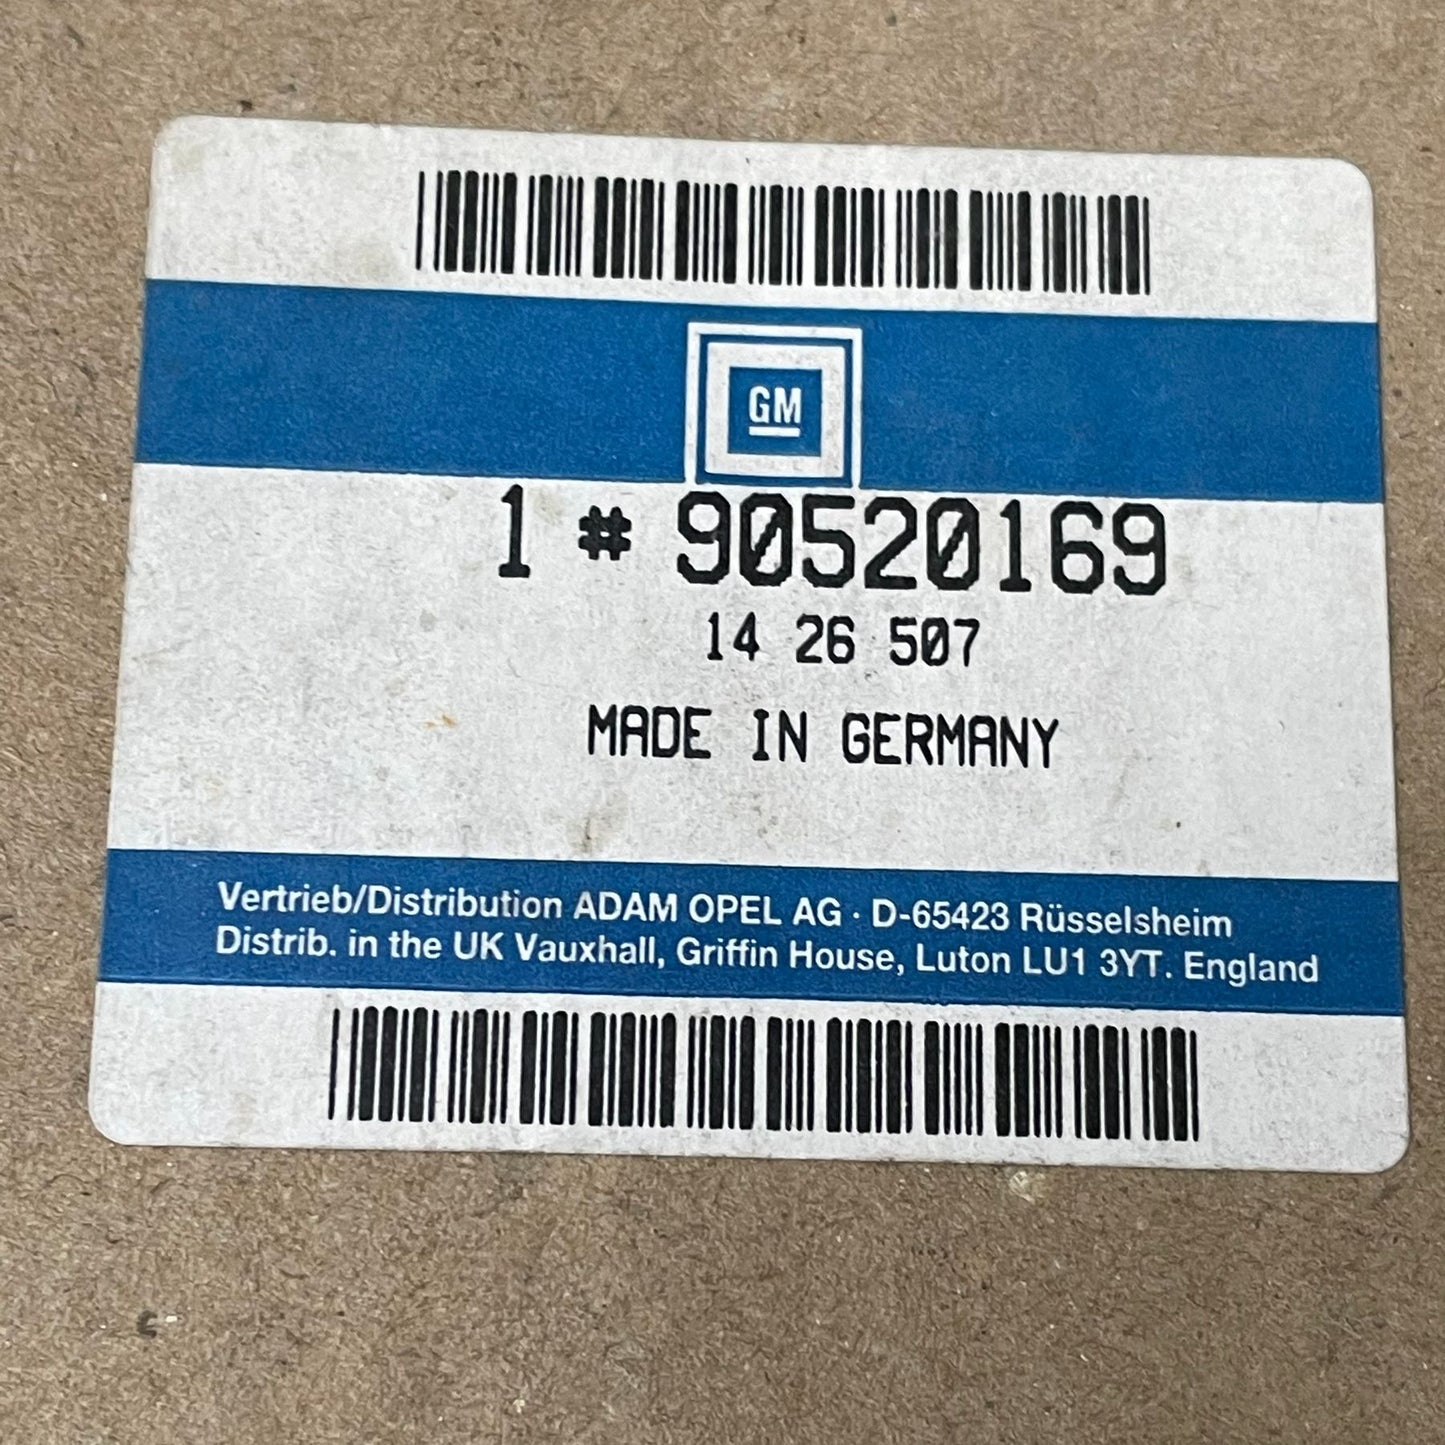 GM
1 * 90520169
14 26 507
MADE IN GERMANY
Vertrieb/Distribution ADAM OPEL AG · D-65423 Rüsselsheim
Distrib. in the UK Vauxhall, Griffin House, Luton LU1 3YT. England